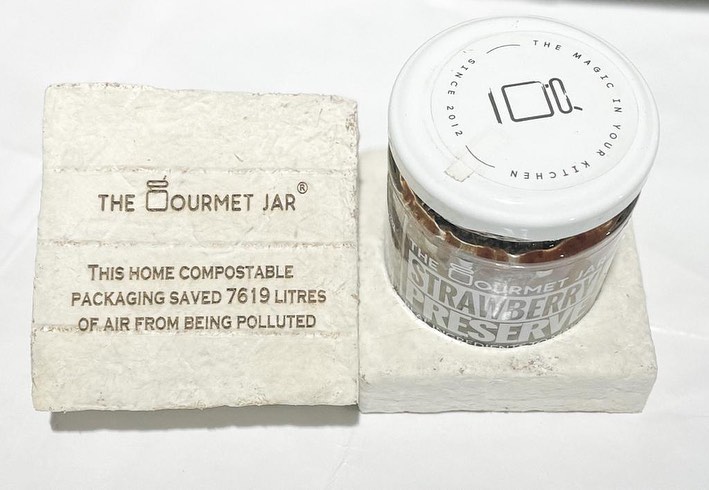 THE GOURMET JAR®
THIS HOME COMPOSTABLE
PACKAGING SAVED 7619 LITRES
OF AIR FROM BEING POLLUTED
THE MAGIC IN YOUR KITCHEN
SINCE 2012
THE GOURMET JAR
STRAWBERRY
PRESERVE